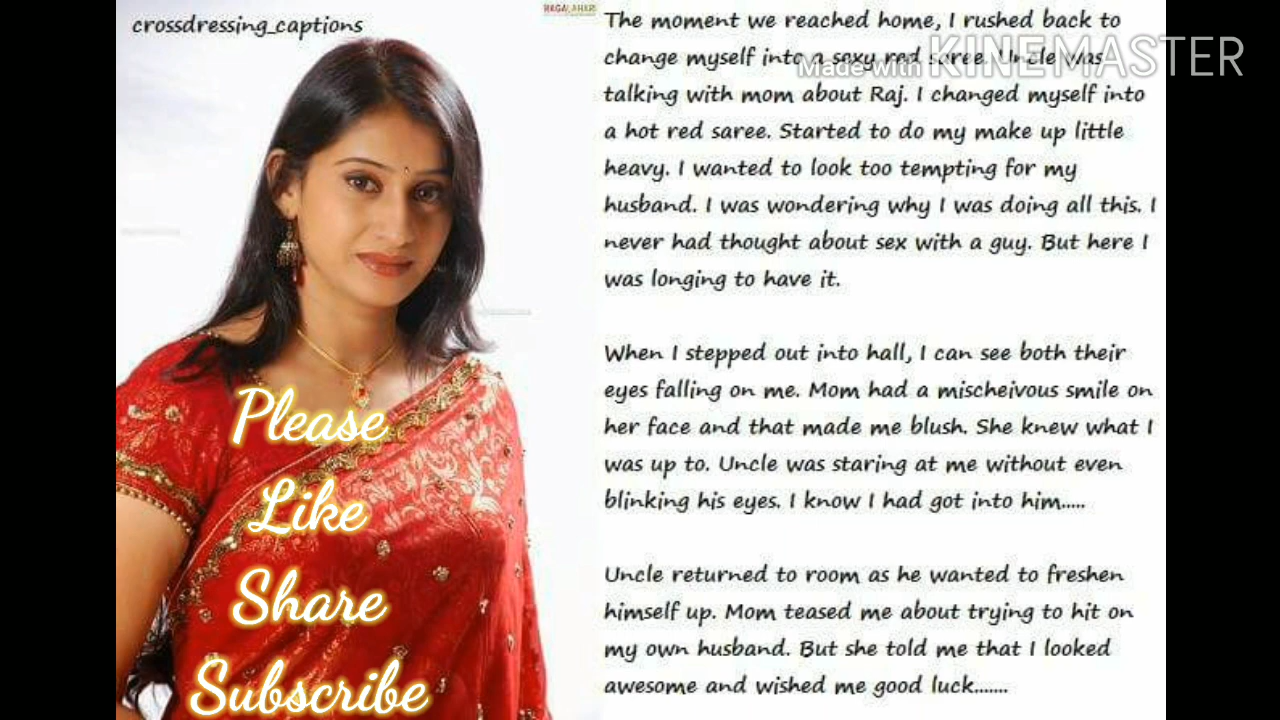 crossdressing_captions
RAGALAHARI
Please
Like
Share
Subscribe
Made with KINEMASTER
The moment we reached home, I rushed back to
change myself into a sexy red saree. Uncle was
talking with mom about Raj. I changed myself into
a hot red saree. Started to do my make up little
heavy. I wanted to look too tempting for my
husband. I was wondering why I was doing all this. I
never had thought about sex with a guy. But here I
was longing to have it.
When I stepped out into hall, I can see both their
eyes falling on me. Mom had a mischeivous smile on
her face and that made me blush. She knew what I
was up to. Uncle was staring at me without even
blinking his eyes. I know I had got into him.....
Uncle returned to room as he wanted to freshen
himself up. Mom teased me about trying to hit on
my own husband. But she told me that I looked
awesome and wished me good luck.......